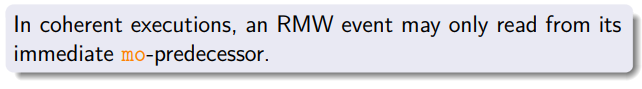 In coherent executions, an RMW event may only read from its
immediate mo-predecessor.